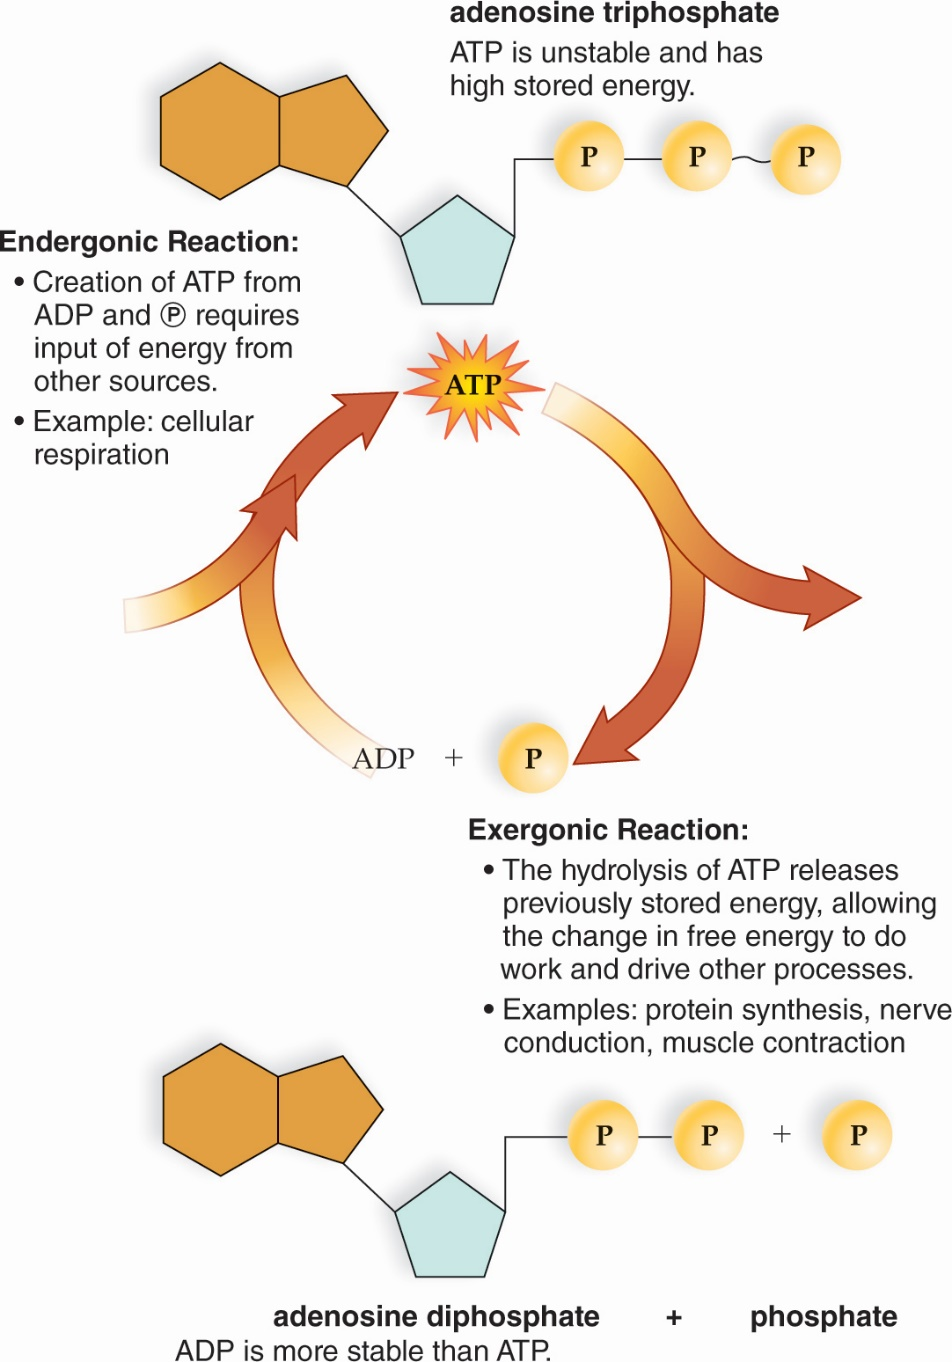 adenosine triphosphate
ATP is unstable and has
high stored energy.
P P P
Endergonic Reaction:
• Creation of ATP from
ADP and Ⓟ requires
input of energy from
other sources.
• Example: cellular
respiration
ATP
ADP + P
Exergonic Reaction:
• The hydrolysis of ATP releases
previously stored energy, allowing
the change in free energy to do
work and drive other processes.
• Examples: protein synthesis, nerve
conduction, muscle contraction
P P + P
adenosine diphosphate + phosphate
ADP is more stable than ATP.